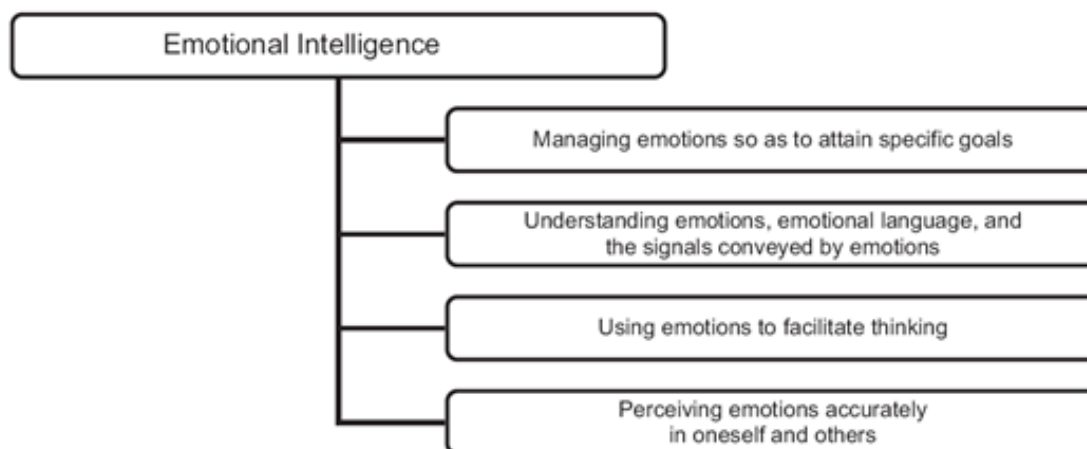 Emotional Intelligence
Managing emotions so as to attain specific goals
Understanding emotions, emotional language, and
the signals conveyed by emotions
Using emotions to facilitate thinking
Perceiving emotions accurately
in oneself and others